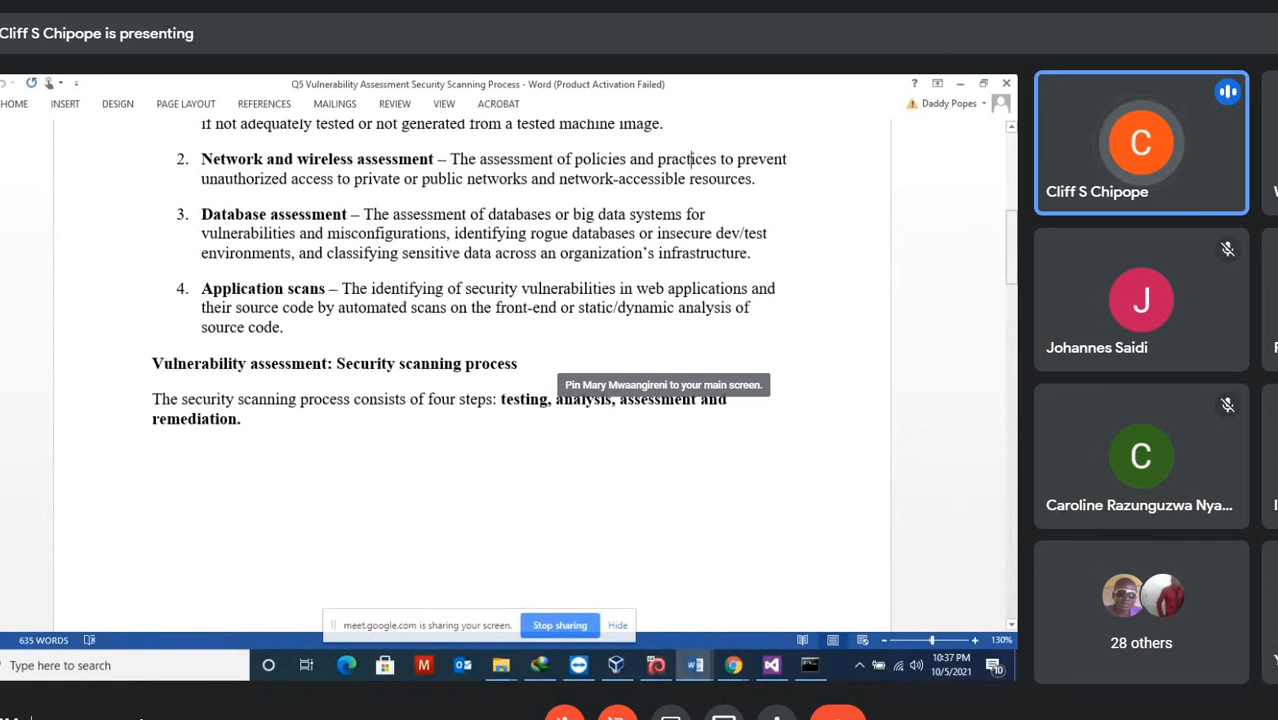 Cliff S Chipope is presenting
Q5 Vulnerability Assessment Security Scanning Process - Word (Product Activation Failed)
HOME INSERT DESIGN PAGE LAYOUT REFERENCES MAILINGS REVIEW VIEW ACROBAT
Daddy Popes
if not adequately tested or not generated from a tested machine image.
2. Network and wireless assessment – The assessment of policies and practices to prevent
unauthorized access to private or public networks and network-accessible resources.
3. Database assessment – The assessment of databases or big data systems for
vulnerabilities and misconfigurations, identifying rogue databases or insecure dev/test
environments, and classifying sensitive data across an organization’s infrastructure.
4. Application scans – The identifying of security vulnerabilities in web applications and
their source code by automated scans on the front-end or static/dynamic analysis of
source code.
Vulnerability assessment: Security scanning process
Pin Mary Mwaangireni to your main screen.
The security scanning process consists of four steps: testing, analysis, assessment and
remediation.
meet.google.com is sharing your screen. Stop sharing Hide
635 WORDS
130%
Type here to search
10:37 PM
10/5/2021
10
C
Cliff S Chipope
J
Johannes Saidi
C
Caroline Razunguzwa Nya...
28 others